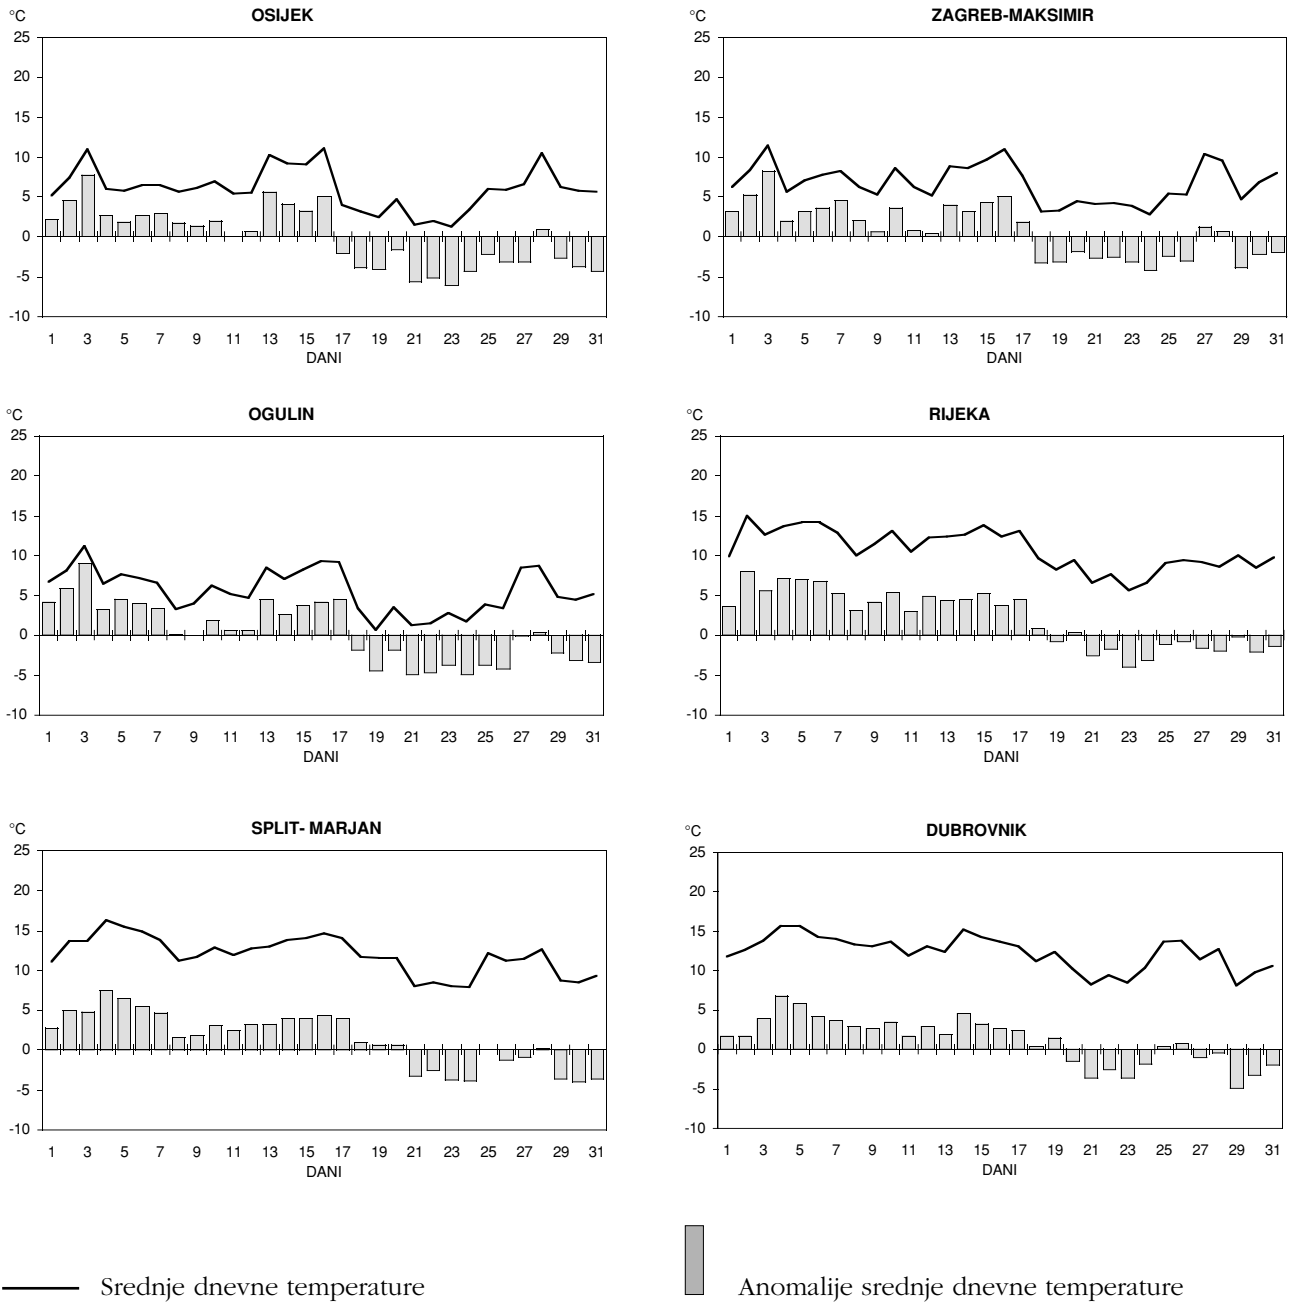 °C OSIJEK
25
20
15
10
5
0
-5
-10
1 3 5 7 9 11 13 15 17 19 21 23 25 27 29 31
DANI
°C ZAGREB-MAKSIMIR
25
20
15
10
5
0
-5
-10
1 3 5 7 9 11 13 15 17 19 21 23 25 27 29 31
DANI
°C OGULIN
25
20
15
10
5
0
-5
-10
1 3 5 7 9 11 13 15 17 19 21 23 25 27 29 31
DANI
°C RIJEKA
25
20
15
10
5
0
-5
-10
1 3 5 7 9 11 13 15 17 19 21 23 25 27 29 31
DANI
°C SPLIT- MARJAN
25
20
15
10
5
0
-5
-10
1 3 5 7 9 11 13 15 17 19 21 23 25 27 29 31
DANI
°C DUBROVNIK
25
20
15
10
5
0
-5
-10
1 3 5 7 9 11 13 15 17 19 21 23 25 27 29 31
DANI
Srednje dnevne temperature
Anomalije srednje dnevne temperature